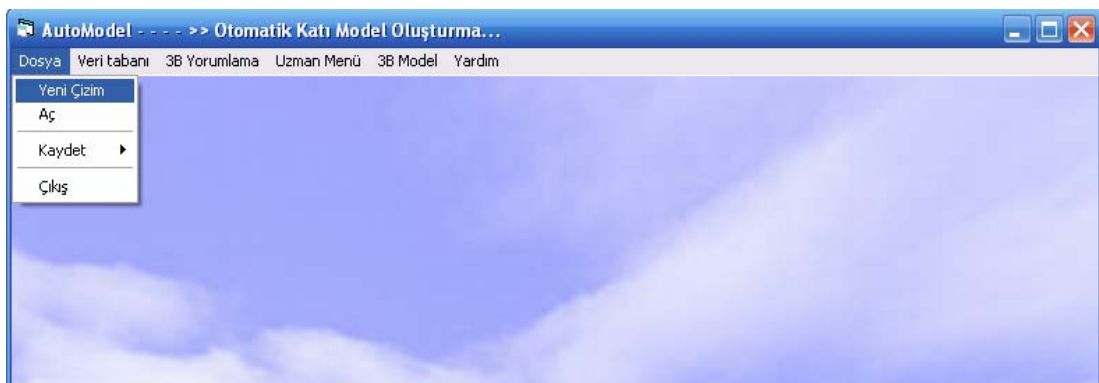 AutoModel - - - - >> Otomatik Katı Model Oluşturma...
Dosya Veri tabanı 3B Yorumlama Uzman Menü 3B Model Yardım
Yeni Çizim
Aç
Kaydet
Çıkış